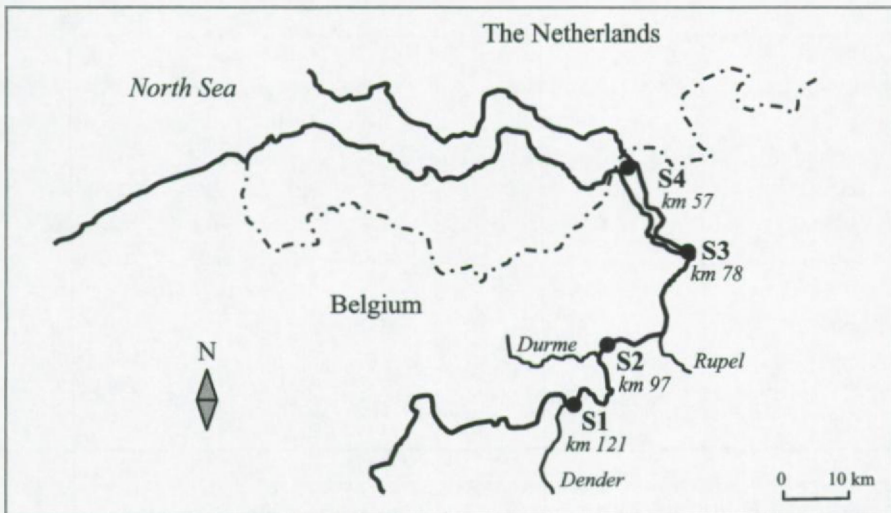 The Netherlands
North Sea
S4
km 57
S3
km 78
Belgium
N
Durme
S2
Rupel
km 97
S1
km 121
Dender
0 10 km